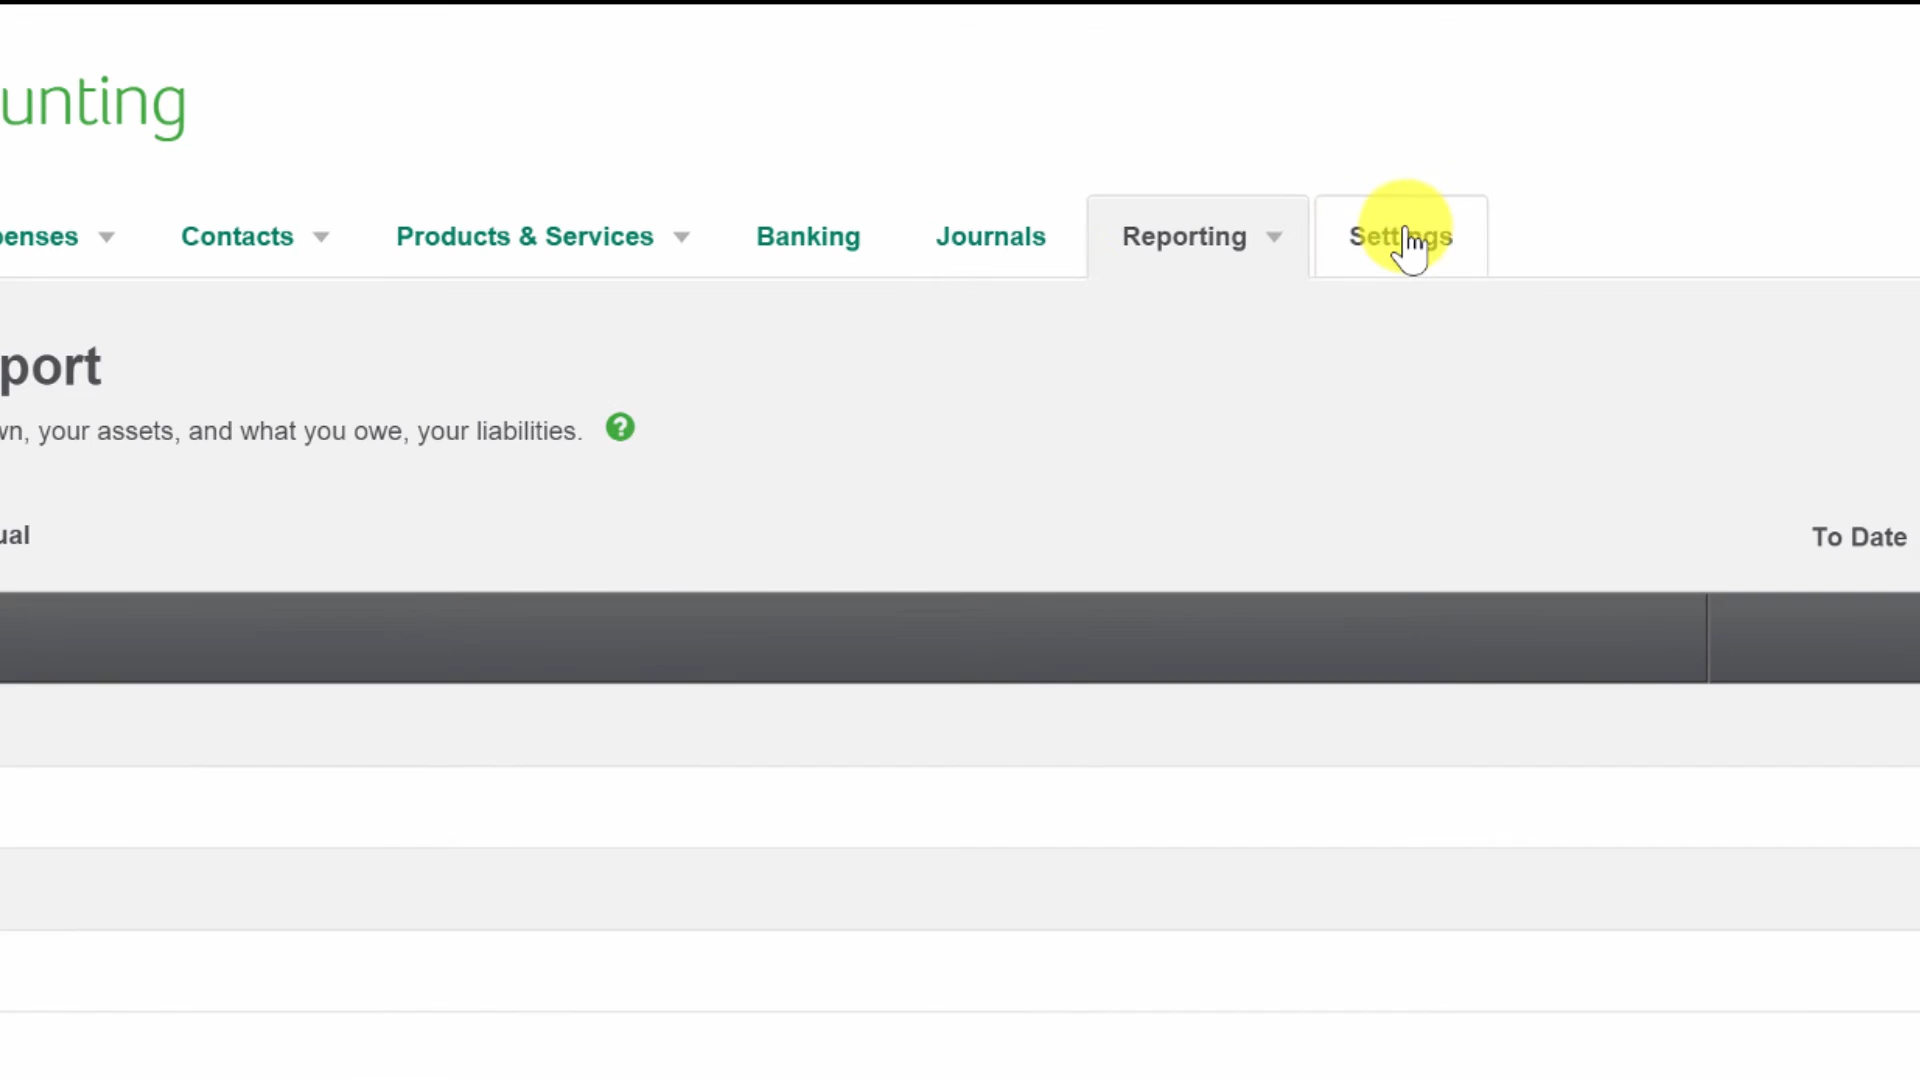 unting
penses Contacts Products & Services Banking Journals Reporting Settings
port
wn, your assets, and what you owe, your liabilities. ?
ual To Date